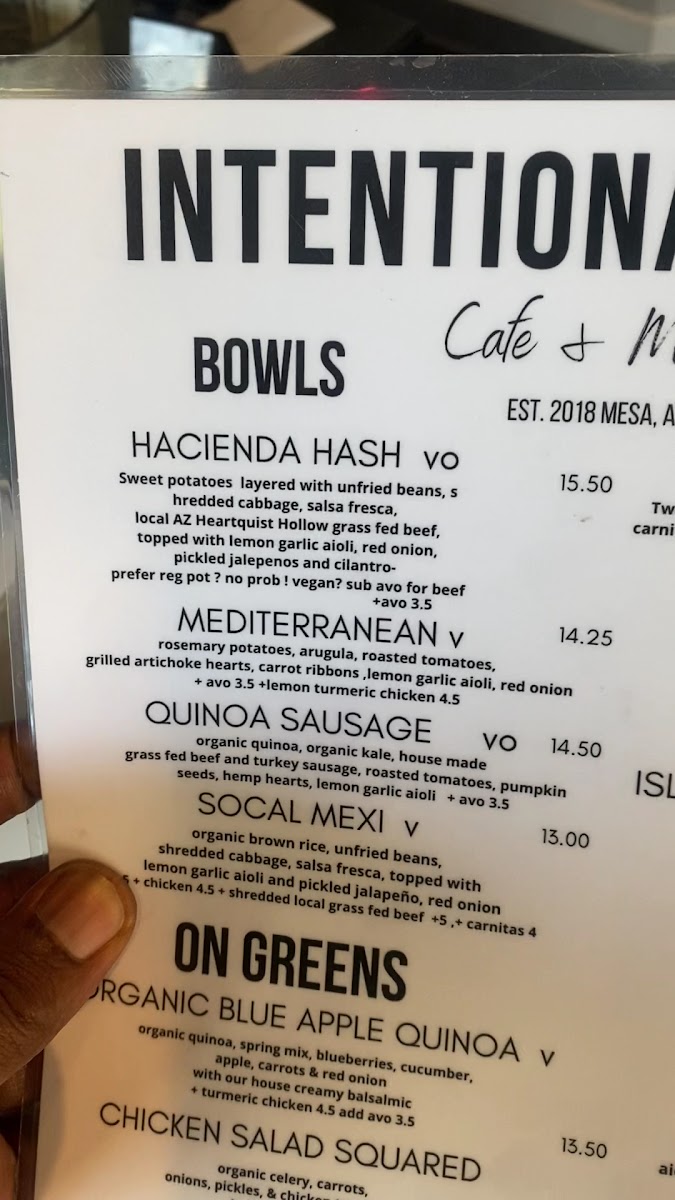 INTENTIONA
Cafe & M
EST. 2018 MESA, A
BOWLS
HACIENDA HASH VO 15.50
Sweet potatoes layered with unfried beans, s
hredded cabbage, salsa fresca,
local AZ Heartquist Hollow grass fed beef,
topped with lemon garlic aioli, red onion,
pickled jalepenos and cilantro-
prefer reg pot ? no prob ! vegan? sub avo for beef
+avo 3.5
MEDITERRANEAN V 14.25
rosemary potatoes, arugula, roasted tomatoes,
grilled artichoke hearts, carrot ribbons ,lemon garlic aioli, red onion
+ avo 3.5 +lemon turmeric chicken 4.5
QUINOA SAUSAGE VO 14.50
organic quinoa, organic kale, house made
grass fed beef and turkey sausage, roasted tomatoes, pumpkin
seeds, hemp hearts, lemon garlic aioli + avo 3.5
SOCAL MEXI V 13.00
organic brown rice, unfried beans,
shredded cabbage, salsa fresca, topped with
lemon garlic aioli and pickled jalapeño, red onion
5 + chicken 4.5 + shredded local grass fed beef +5 ,+ carnitas 4
ON GREENS
ORGANIC BLUE APPLE QUINOA V
organic quinoa, spring mix, blueberries, cucumber,
apple, carrots & red onion
with our house creamy balsalmic
+ turmeric chicken 4.5 add avo 3.5
CHICKEN SALAD SQUARED 13.50
organic celery, carrots,
onions, pickles, &
Tw
carni
ISL
ai